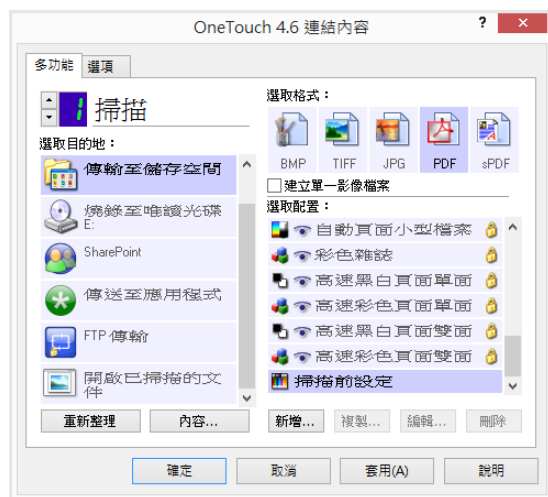 OneTouch 4.6 連結內容
多功能
選項
1 掃描
選取目的地：
傳輸至儲存空間
燒錄至唯讀光碟
E:
SharePoint
傳送至應用程式
FTP 傳輸
開啟已掃描的文
件
重新整理
內容...
選取格式：
BMP
TIFF
JPG
PDF
sPDF
建立單一影像檔案
選取配置：
自動頁面小型檔案
彩色雜誌
高速黑白頁面單面
高速彩色頁面單面
高速黑白頁面雙面
高速彩色頁面雙面
掃描前設定
新增...
複製...
編輯...
刪除
確定
取消
套用(A)
說明